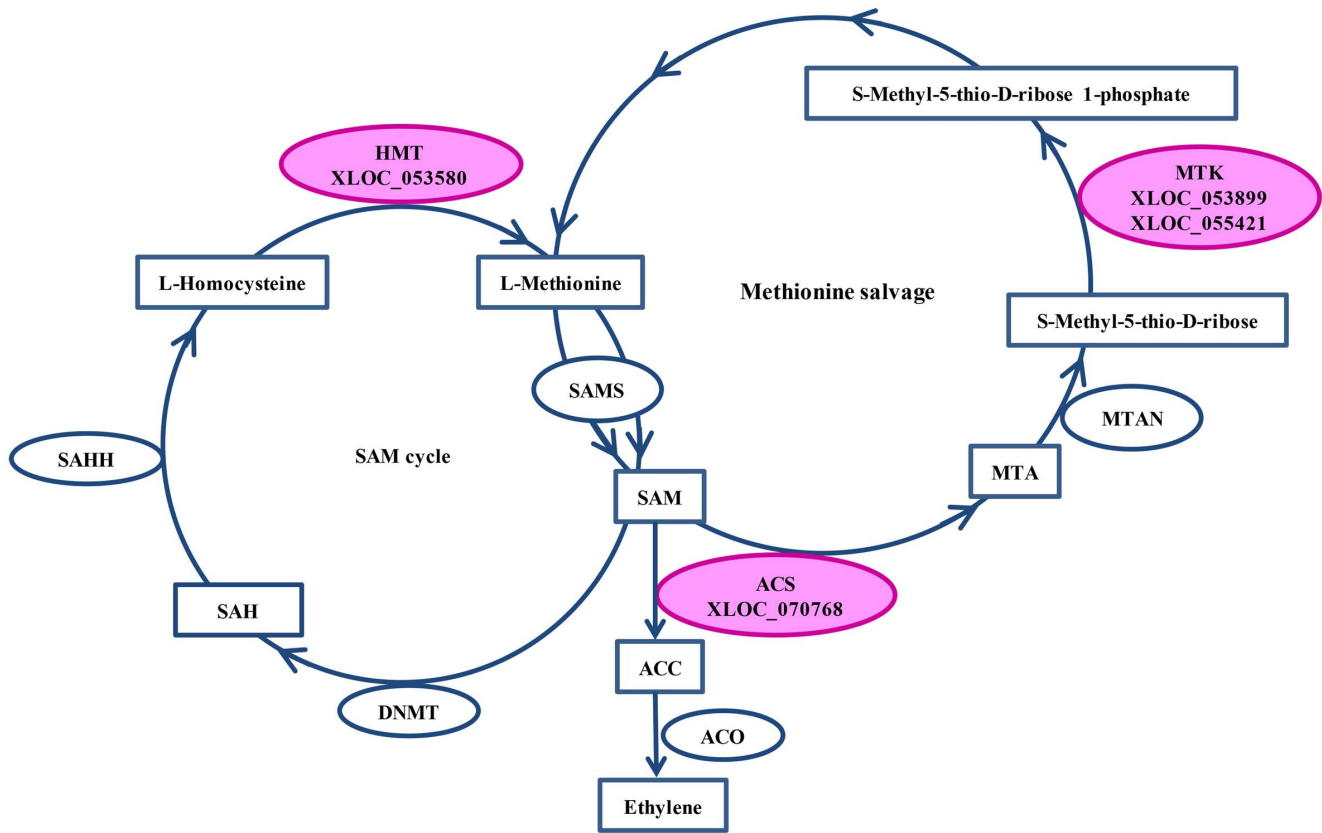 S-Methyl-5-thio-D-ribose 1-phosphate
HMT
XLOC_053580
MTK
XLOC_053899
XLOC_055421
L-Homocysteine
L-Methionine
Methionine salvage
S-Methyl-5-thio-D-ribose
SAMS
MTAN
SAHH
SAM cycle
MTA
SAM
ACS
XLOC_070768
SAH
ACC
DNMT
ACO
Ethylene